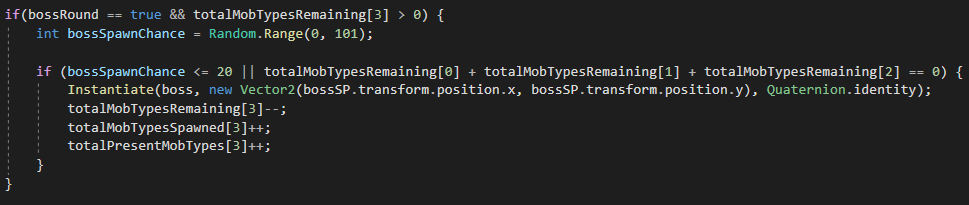 if(bossRound == true && totalMobTypesRemaining[3] > 0) {
    int bossSpawnChance = Random.Range(0, 101);
    if (bossSpawnChance <= 20 || totalMobTypesRemaining[0] + totalMobTypesRemaining[1] + totalMobTypesRemaining[2] == 0) {
        Instantiate(boss, new Vector2(bossSP.transform.position.x, bossSP.transform.position.y), Quaternion.identity);
        totalMobTypesRemaining[3]--;
        totalMobTypesSpawned[3]++;
        totalPresentMobTypes[3]++;
    }
}